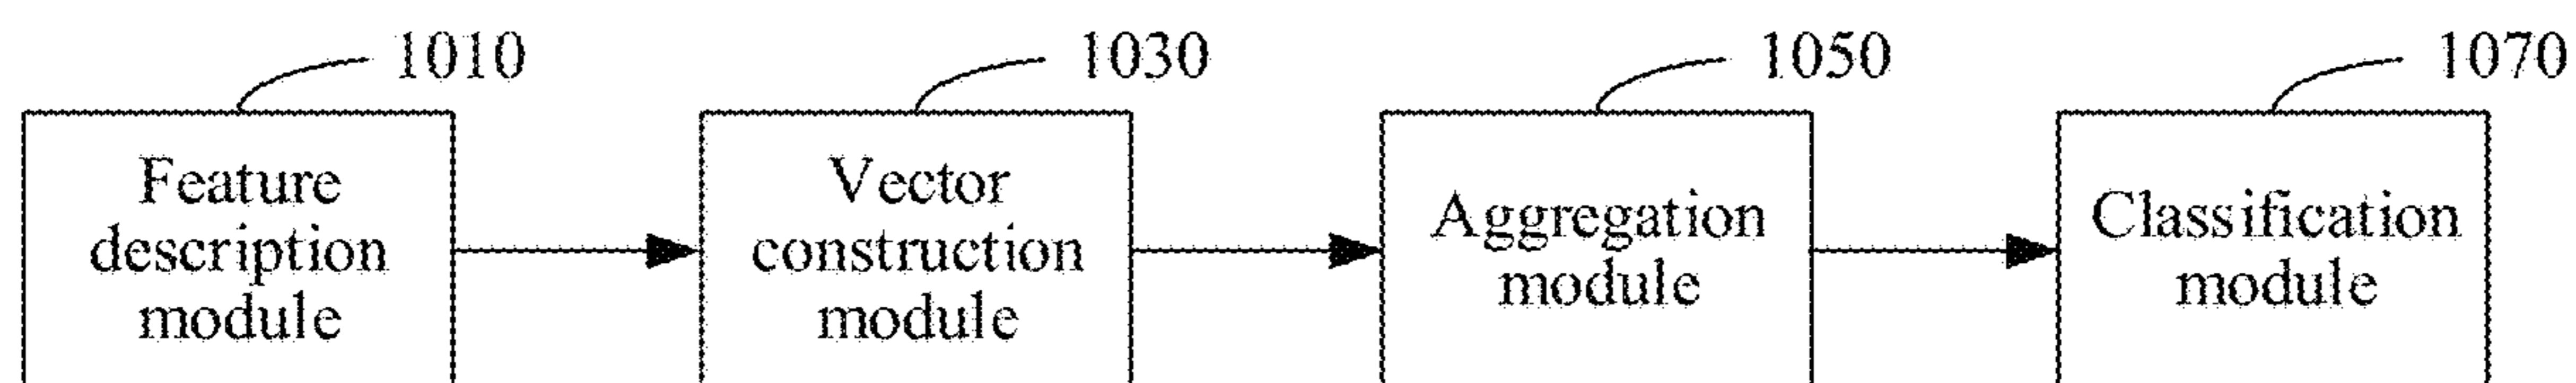 1010
1030
1050
1070
Feature
description
module
Vector
construction
module
Aggregation
module
Classification
module